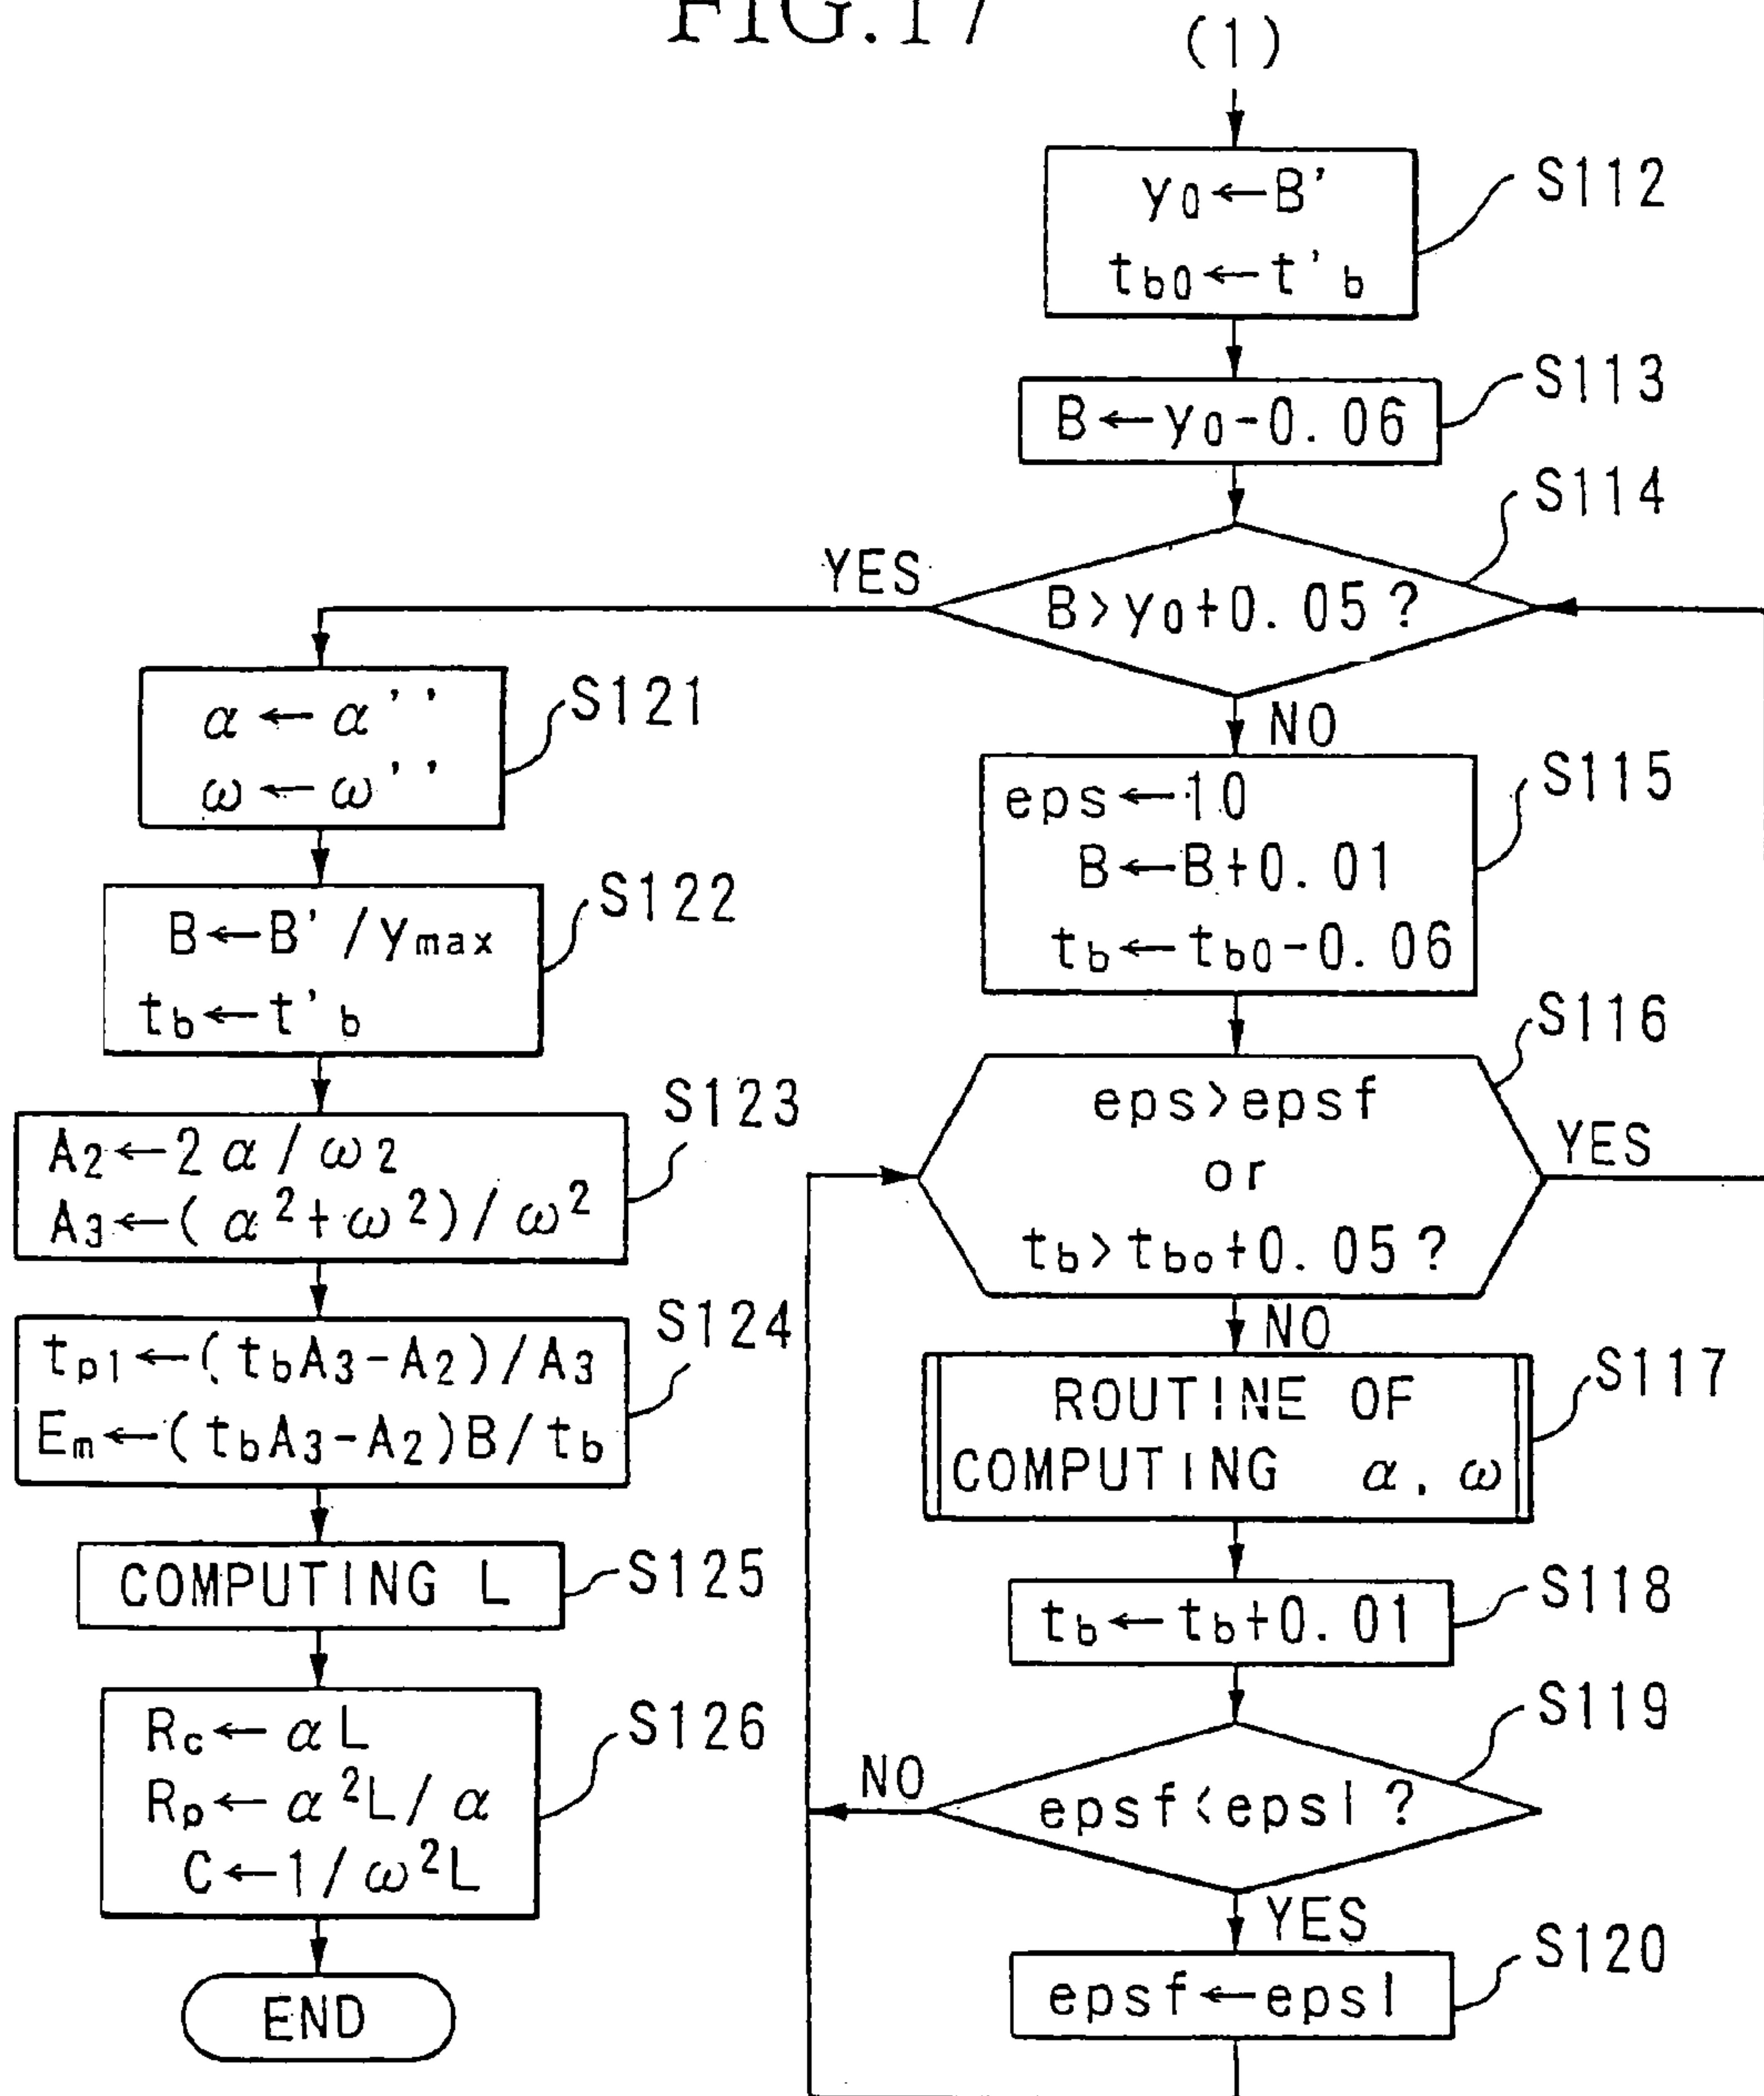 FIG.17
(1)
y0←B'
tb0←t'b
S112
B←y0-0.06
S113
B>y0+0.05?
S114
YES
NO
eps←10
B←B+0.01
tb←tb0-0.06
S115
eps>epsf
or
tb>tbo+0.05?
S116
YES
NO
ROUTINE OF
COMPUTING α, ω
S117
tb←tb+0.01
S118
epsf<epsl?
S119
NO
YES
epsf←epsl
S120
α←α''
ω←ω''
S121
B←B'/ymax
tb←t'b
S122
A2←2α/ω2
A3←(α²+ω²)/ω²
S123
tp1←(tbA3-A2)/A3
Em←(tbA3-A2)B/tb
S124
COMPUTING L
S125
Rc←αL
Rp←α²L/α
C←1/ω²L
S126
END